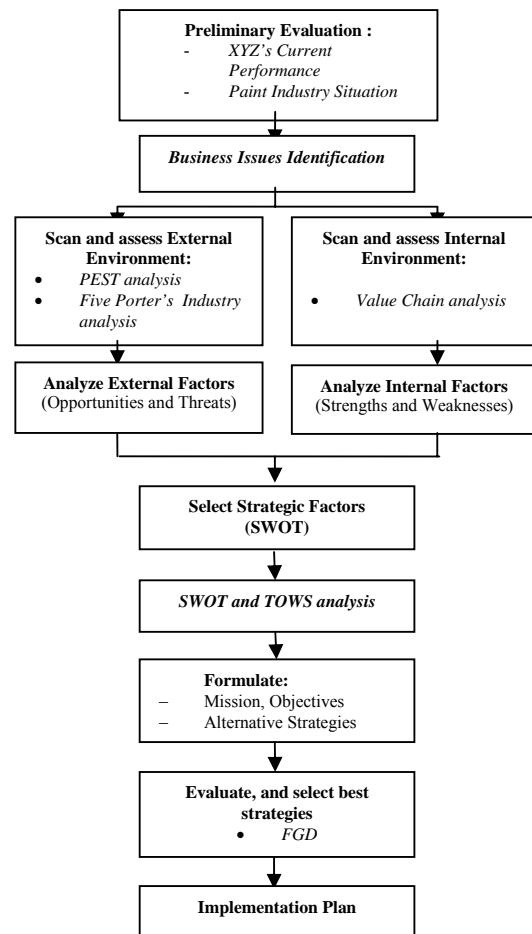 Preliminary Evaluation :
- XYZ's Current
Performance
- Paint Industry Situation
Business Issues Identification
Scan and assess External
Environment:
• PEST analysis
• Five Porter's Industry
analysis
Scan and assess Internal
Environment:
• Value Chain analysis
Analyze External Factors
(Opportunities and Threats)
Analyze Internal Factors
(Strengths and Weaknesses)
Select Strategic Factors
(SWOT)
SWOT and TOWS analysis
Formulate:
– Mission, Objectives
– Alternative Strategies
Evaluate, and select best
strategies
• FGD
Implementation Plan